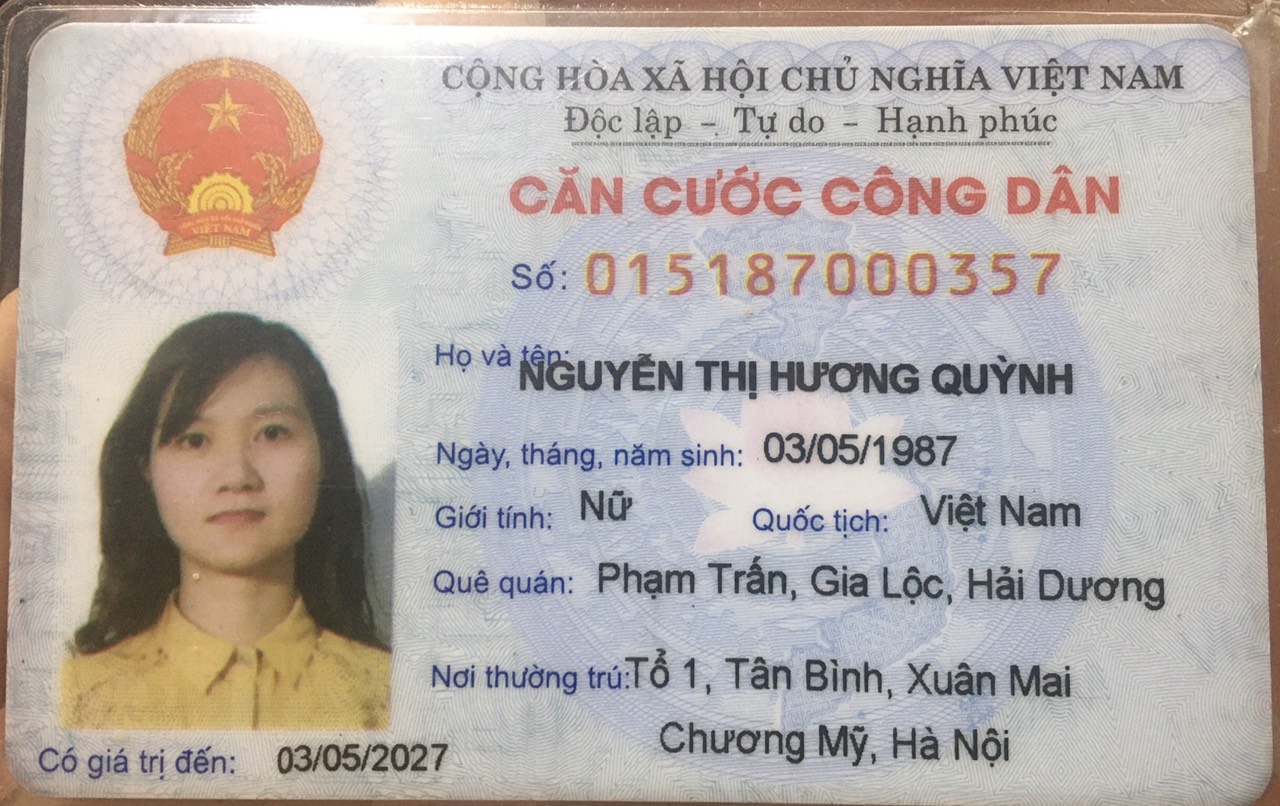 CỘNG HÒA XÃ HỘI CHỦ NGHĨA VIỆT NAM
Độc lập - Tự do - Hạnh phúc
CĂN CƯỚC CÔNG DÂN
Số: 015187000357
Họ và tên:
NGUYỄN THỊ HƯƠNG QUỲNH
Ngày, tháng, năm sinh: 03/05/1987
Giới tính: Nữ Quốc tịch: Việt Nam
Quê quán: Phạm Trấn, Gia Lộc, Hải Dương
Nơi thường trú: Tổ 1, Tân Bình, Xuân Mai
Chương Mỹ, Hà Nội
Có giá trị đến: 03/05/2027
VIỆT NAM